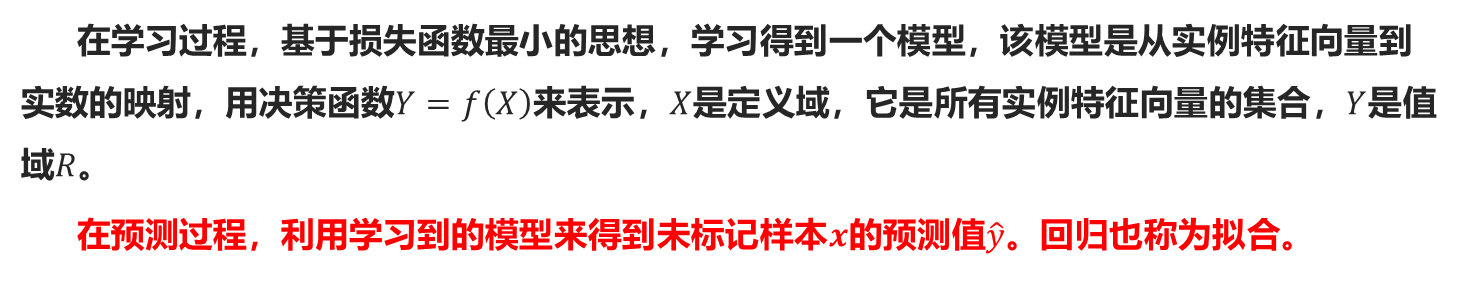 在学习过程，基于损失函数最小的思想，学习得到一个模型，该模型是从实例特征向量到
实数的映射，用决策函数Y = f(X)来表示，X是定义域，它是所有实例特征向量的集合，Y是值
域R。
在预测过程，利用学习到的模型来得到未标记样本x的预测值ŷ。回归也称为拟合。